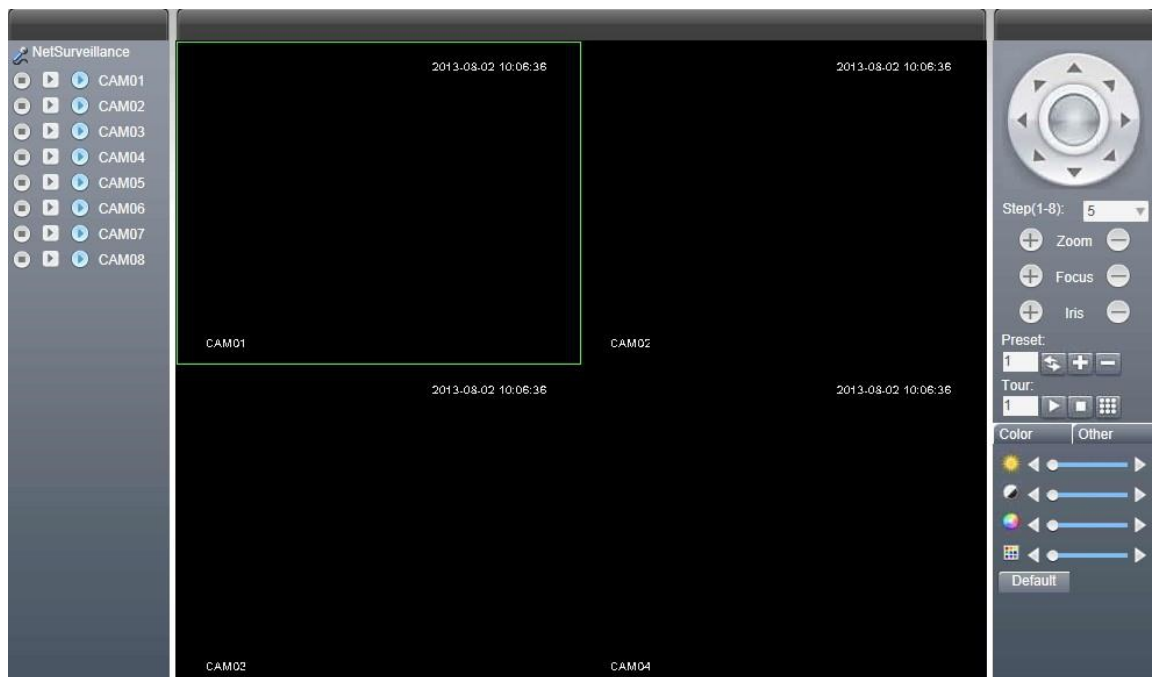 NetSurveillance
CAM01
CAM02
CAM03
CAM04
CAM05
CAM06
CAM07
CAM08
2013-08-02 10:06:36
2013-08-02 10:06:36
CAM01
CAM02
2013-08-02 10:06:36
2013-08-02 10:06:36
CAM03
CAM04
Step(1-8): 5
Zoom
Focus
Iris
Preset:
1
Tour:
1
Color Other
Default